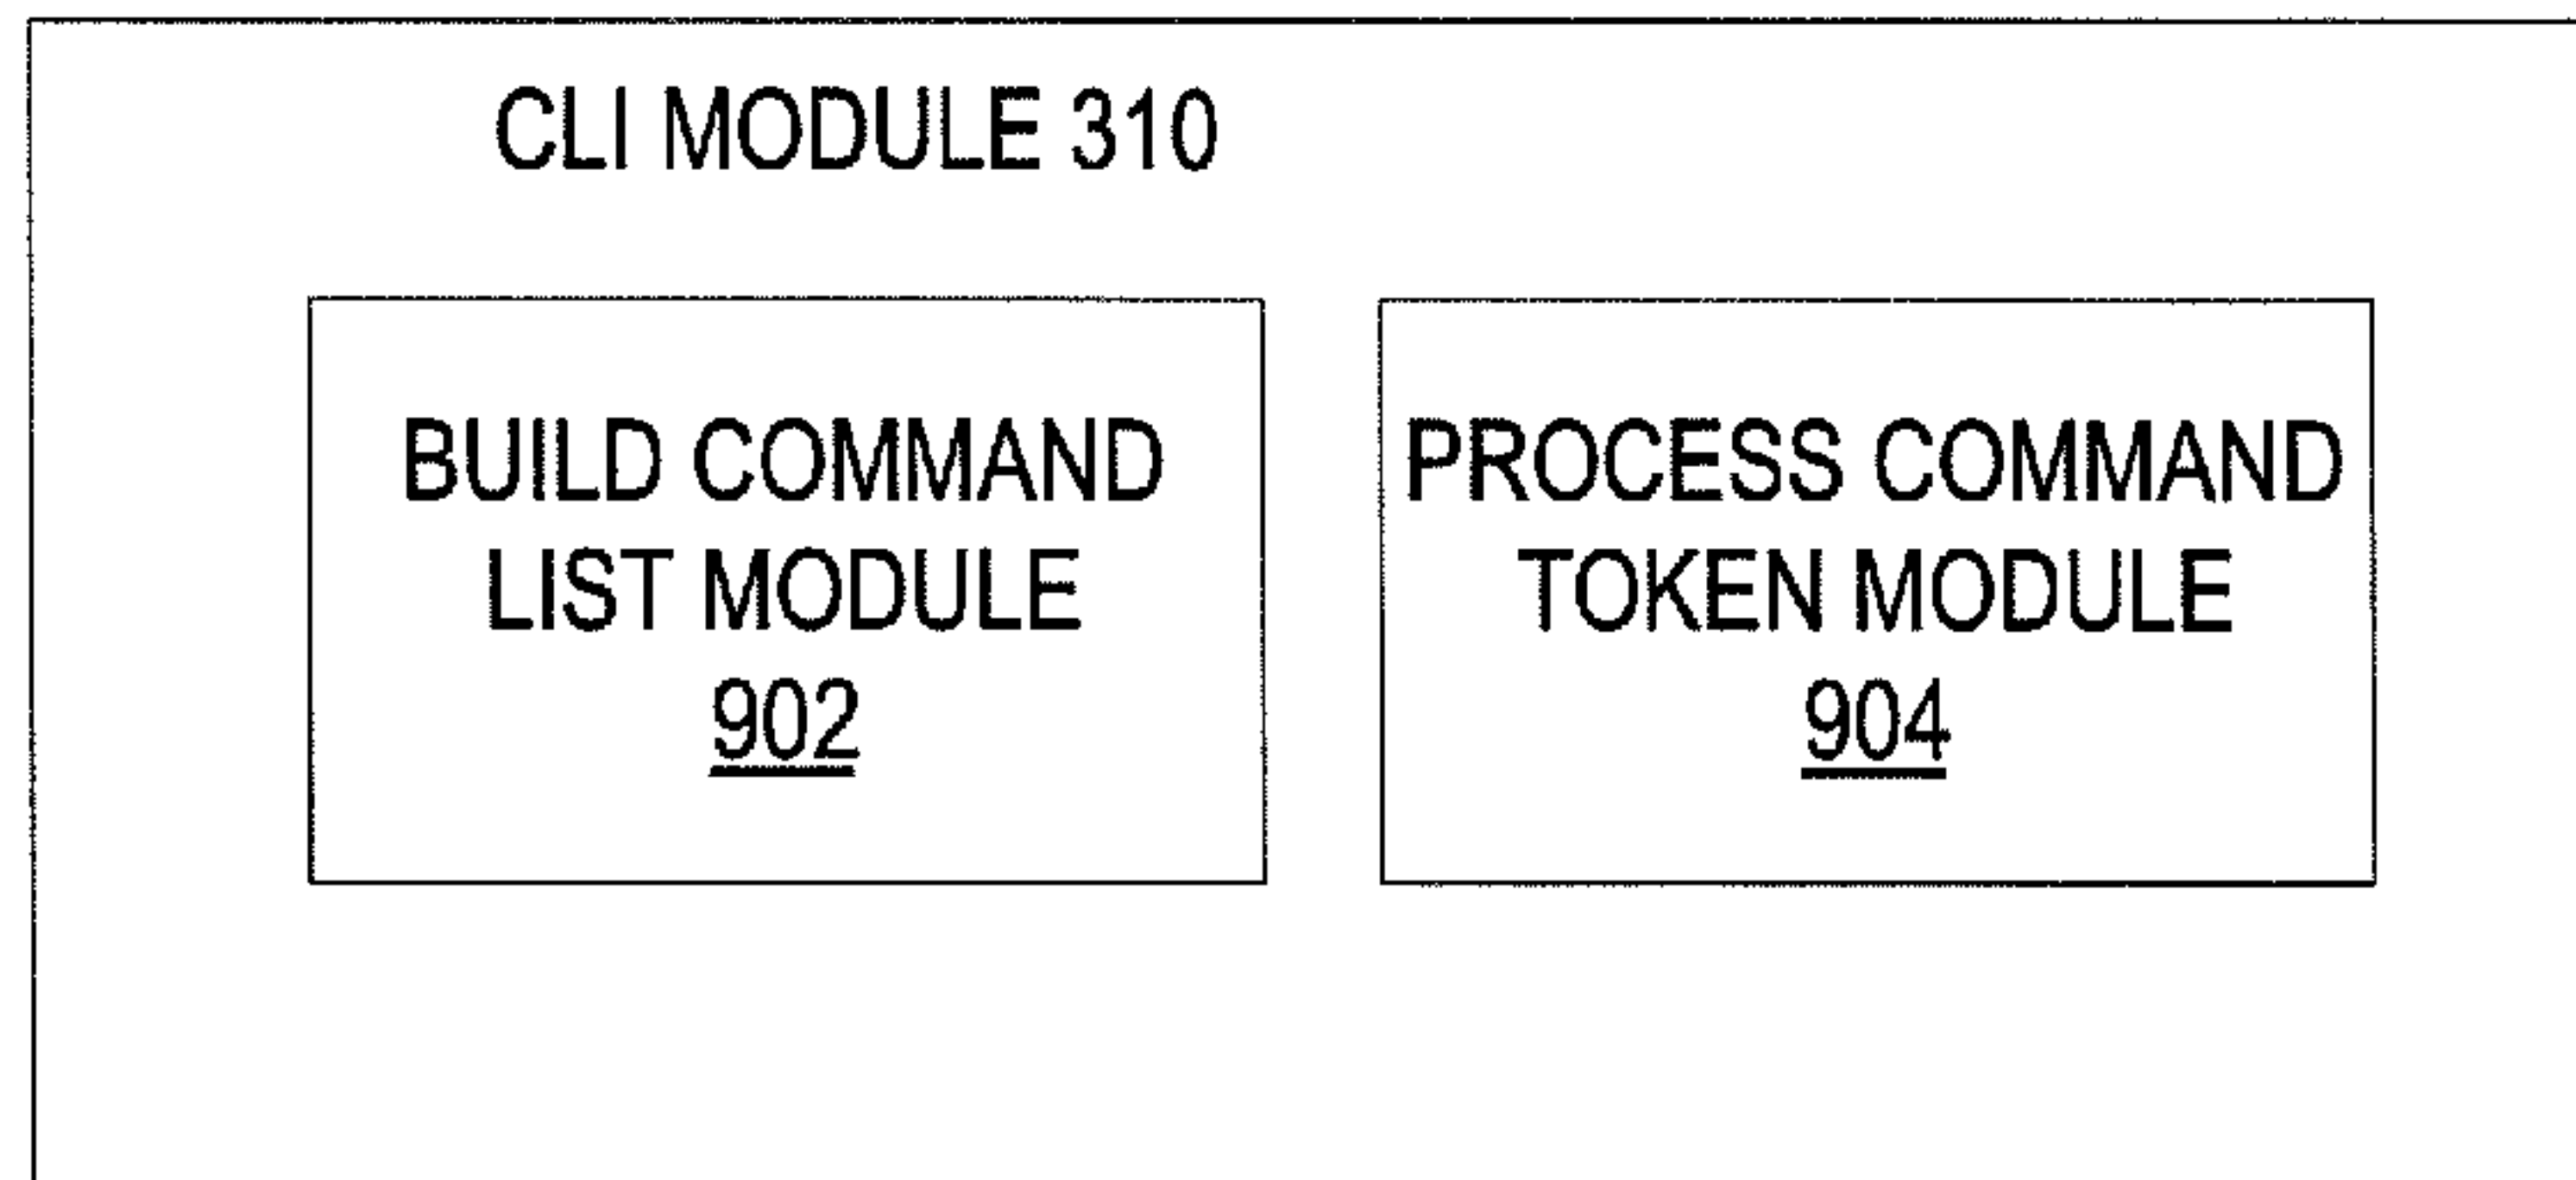 CLI MODULE 310
BUILD COMMAND
LIST MODULE
902
PROCESS COMMAND
TOKEN MODULE
904